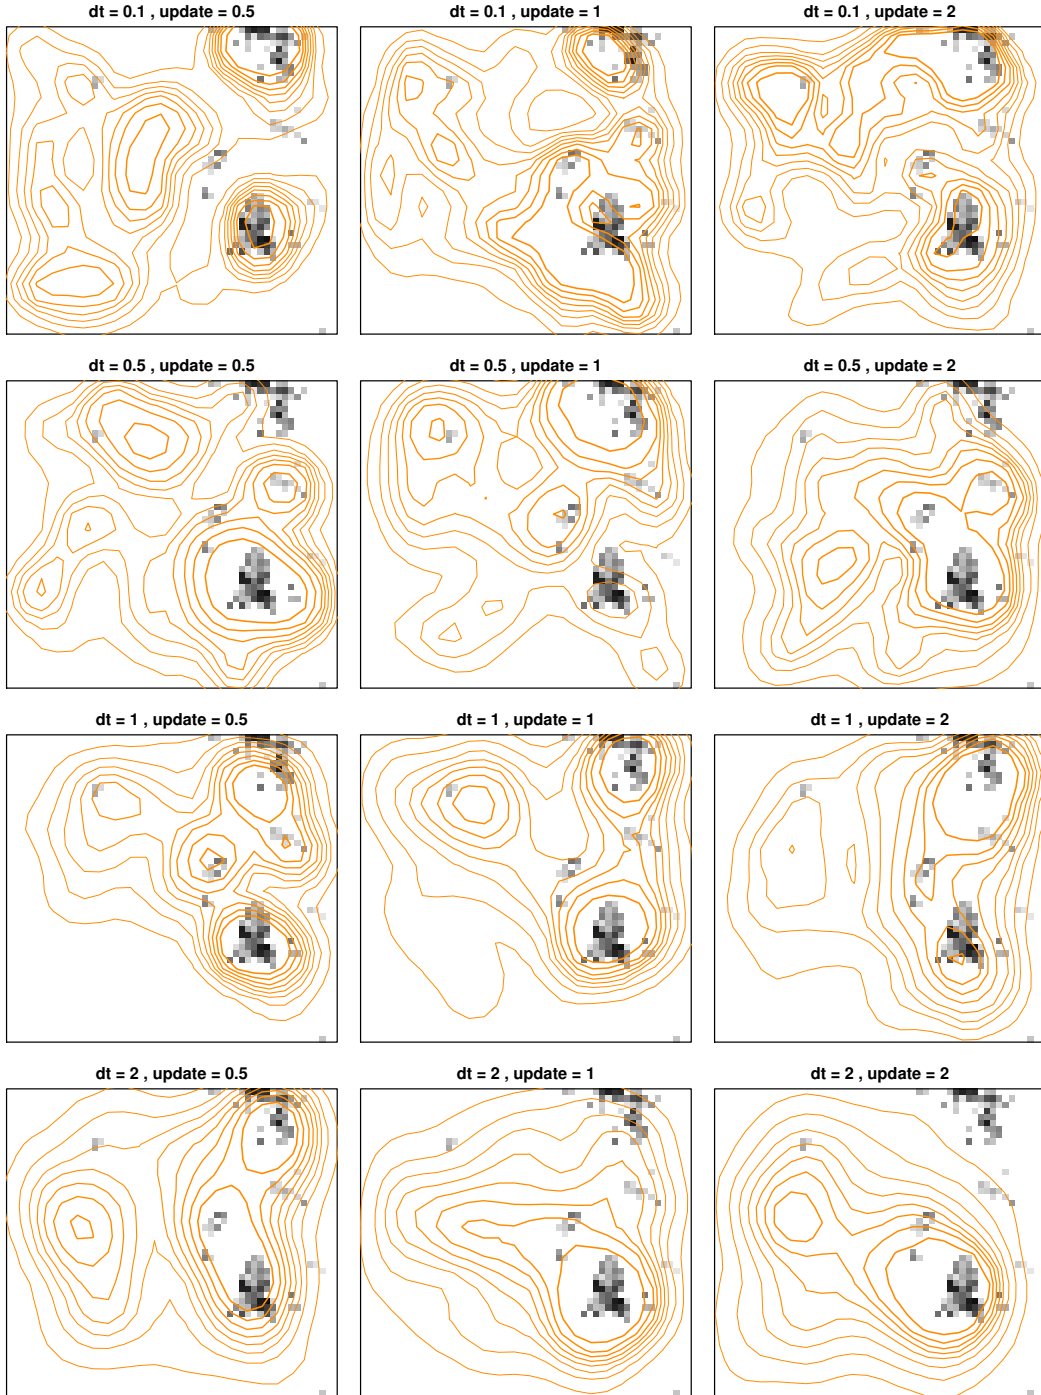 dt = 0.1 , update = 0.5
dt = 0.1 , update = 1
dt = 0.1 , update = 2
dt = 0.5 , update = 0.5
dt = 0.5 , update = 1
dt = 0.5 , update = 2
dt = 1 , update = 0.5
dt = 1 , update = 1
dt = 1 , update = 2
dt = 2 , update = 0.5
dt = 2 , update = 1
dt = 2 , update = 2